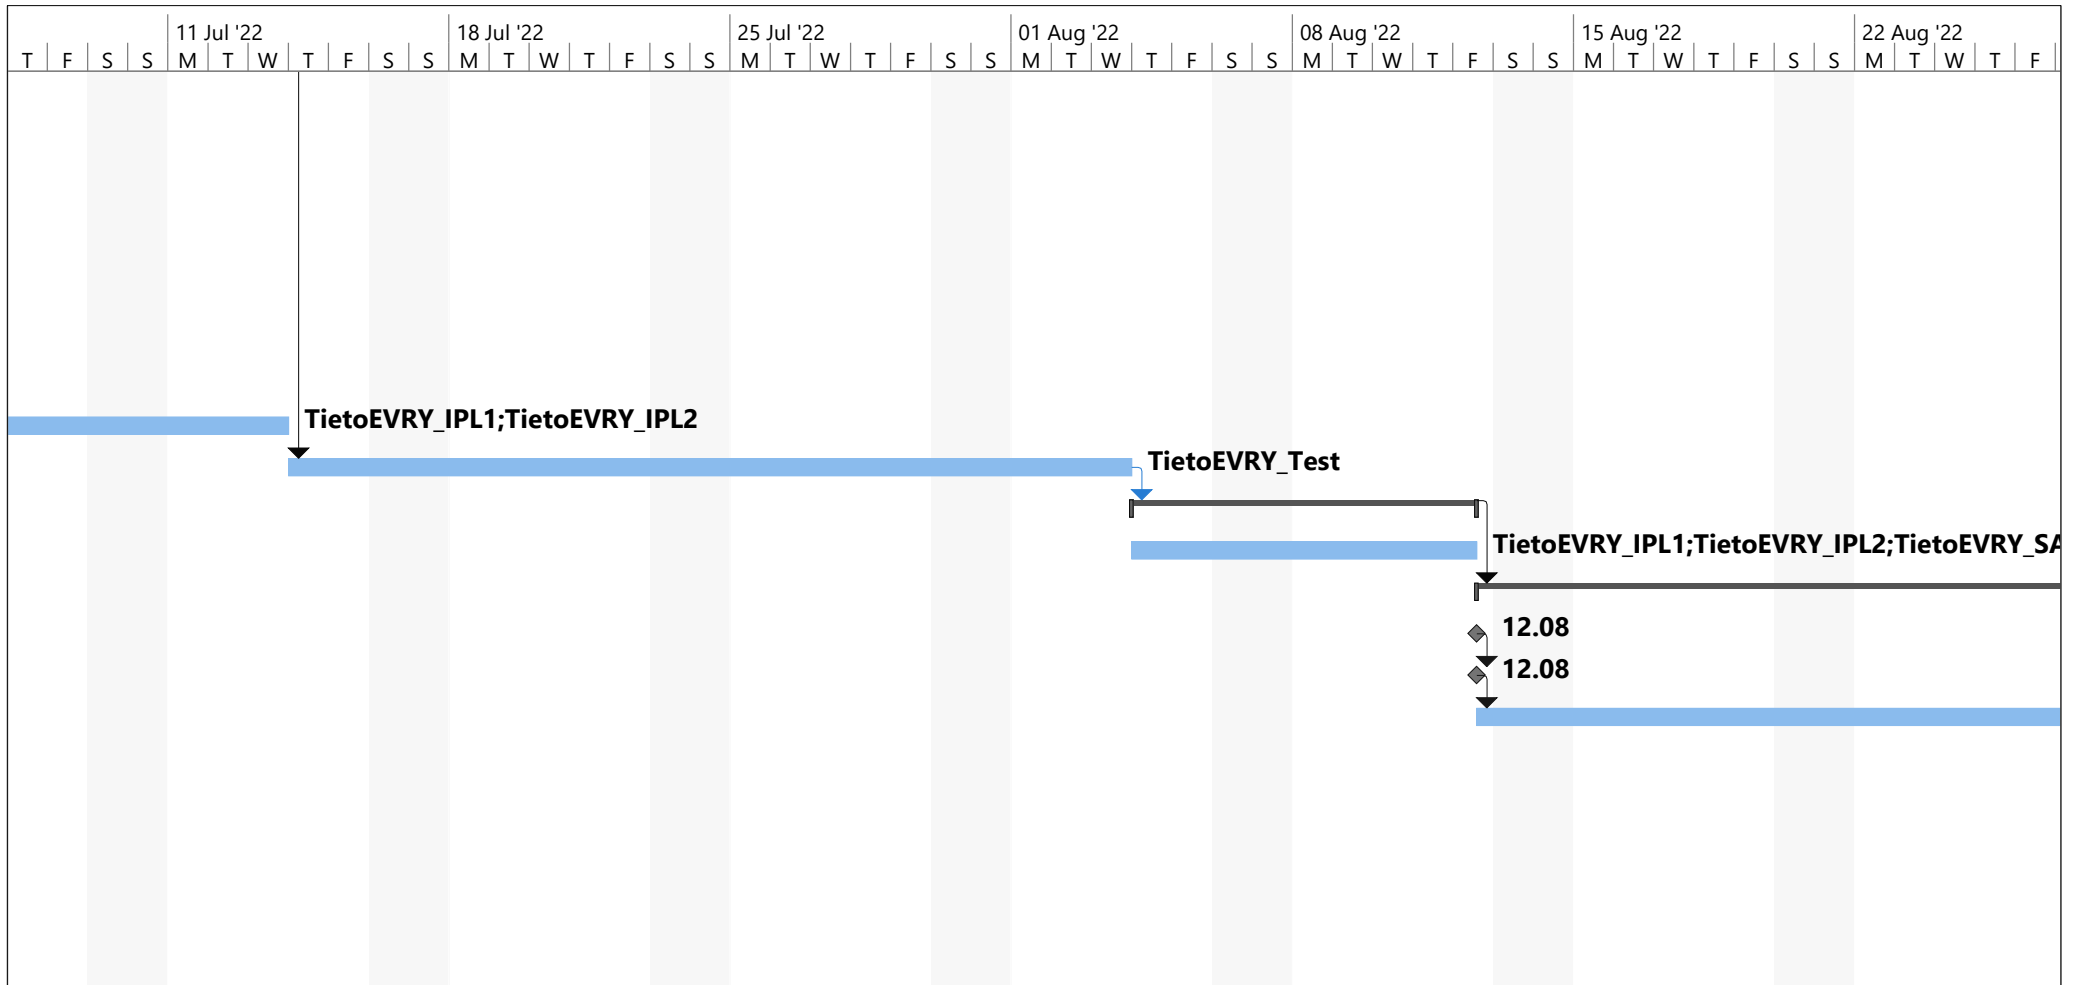 11 Jul '22 18 Jul '22 25 Jul '22 01 Aug '22 08 Aug '22 15 Aug '22 22 Aug '22
T F S S M T W T F S S M T W T F S S M T W T F S S M T W T F S S M T W T F S S M T W T F S S M T W T F
TietoEVRY_IPL1;TietoEVRY_IPL2
TietoEVRY_Test
TietoEVRY_IPL1;TietoEVRY_IPL2;TietoEVRY_SA
12.08
12.08